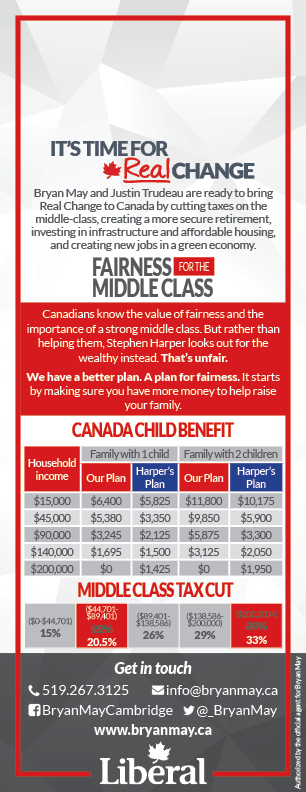 IT'S TIME FOR
Real CHANGE
Bryan May and Justin Trudeau are ready to bring
Real Change to Canada by cutting taxes on the
middle-class, creating a more secure retirement,
investing in infrastructure and affordable housing,
and creating new jobs in a green economy.
FAIRNESS FOR THE
MIDDLE CLASS
Canadians know the value of fairness and the
importance of a strong middle class. But rather than
helping them, Stephen Harper looks out for the
wealthy instead. That's unfair.
We have a better plan. A plan for fairness. It starts
by making sure you have more money to help raise
your family.
CANADA CHILD BENEFIT
Household income Family with 1 child Family with 2 children
Our Plan Harper's Plan Our Plan Harper's Plan
$15,000 $6,400 $5,825 $11,800 $10,175
$45,000 $5,380 $3,350 $9,850 $5,900
$90,000 $3,245 $2,125 $5,875 $3,300
$140,000 $1,695 $1,500 $3,125 $2,050
$200,000 $0 $1,425 $0 $1,950
MIDDLE CLASS TAX CUT
($0-$44,701)
15%
($44,701-
$89,401)
20.5%
($89,401-
$138,586)
26%
($138,586-
$200,000)
29%
33%
Get in touch
519.267.3125 info@bryanmay.ca
BryanMayCambridge @_BryanMay
www.bryanmay.ca
Liberal
Authorized by the official agent for Bryan May